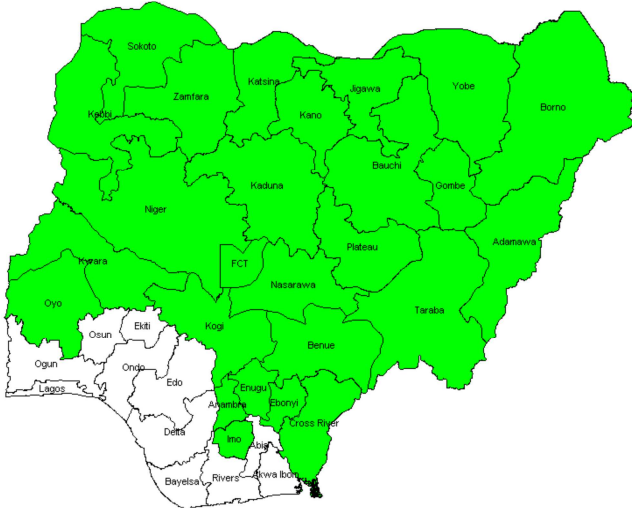 Sokoto
Katsina
Jigawa
Yobe
Zamfara
Borno
Kebbi
Kano
Bauchi
Kaduna
Gombe
Niger
Adamawa
Plateau
Kwara
FCT
Nasarawa
Oyo
Taraba
Kogi
Ekiti
Osun
Benue
Ogun
Ondo
Edo
Enugu
Lagos
Ebonyi
Anambra
Cross River
Delta
Imo
Abia
Akwa Ibom
Rivers
Bayelsa